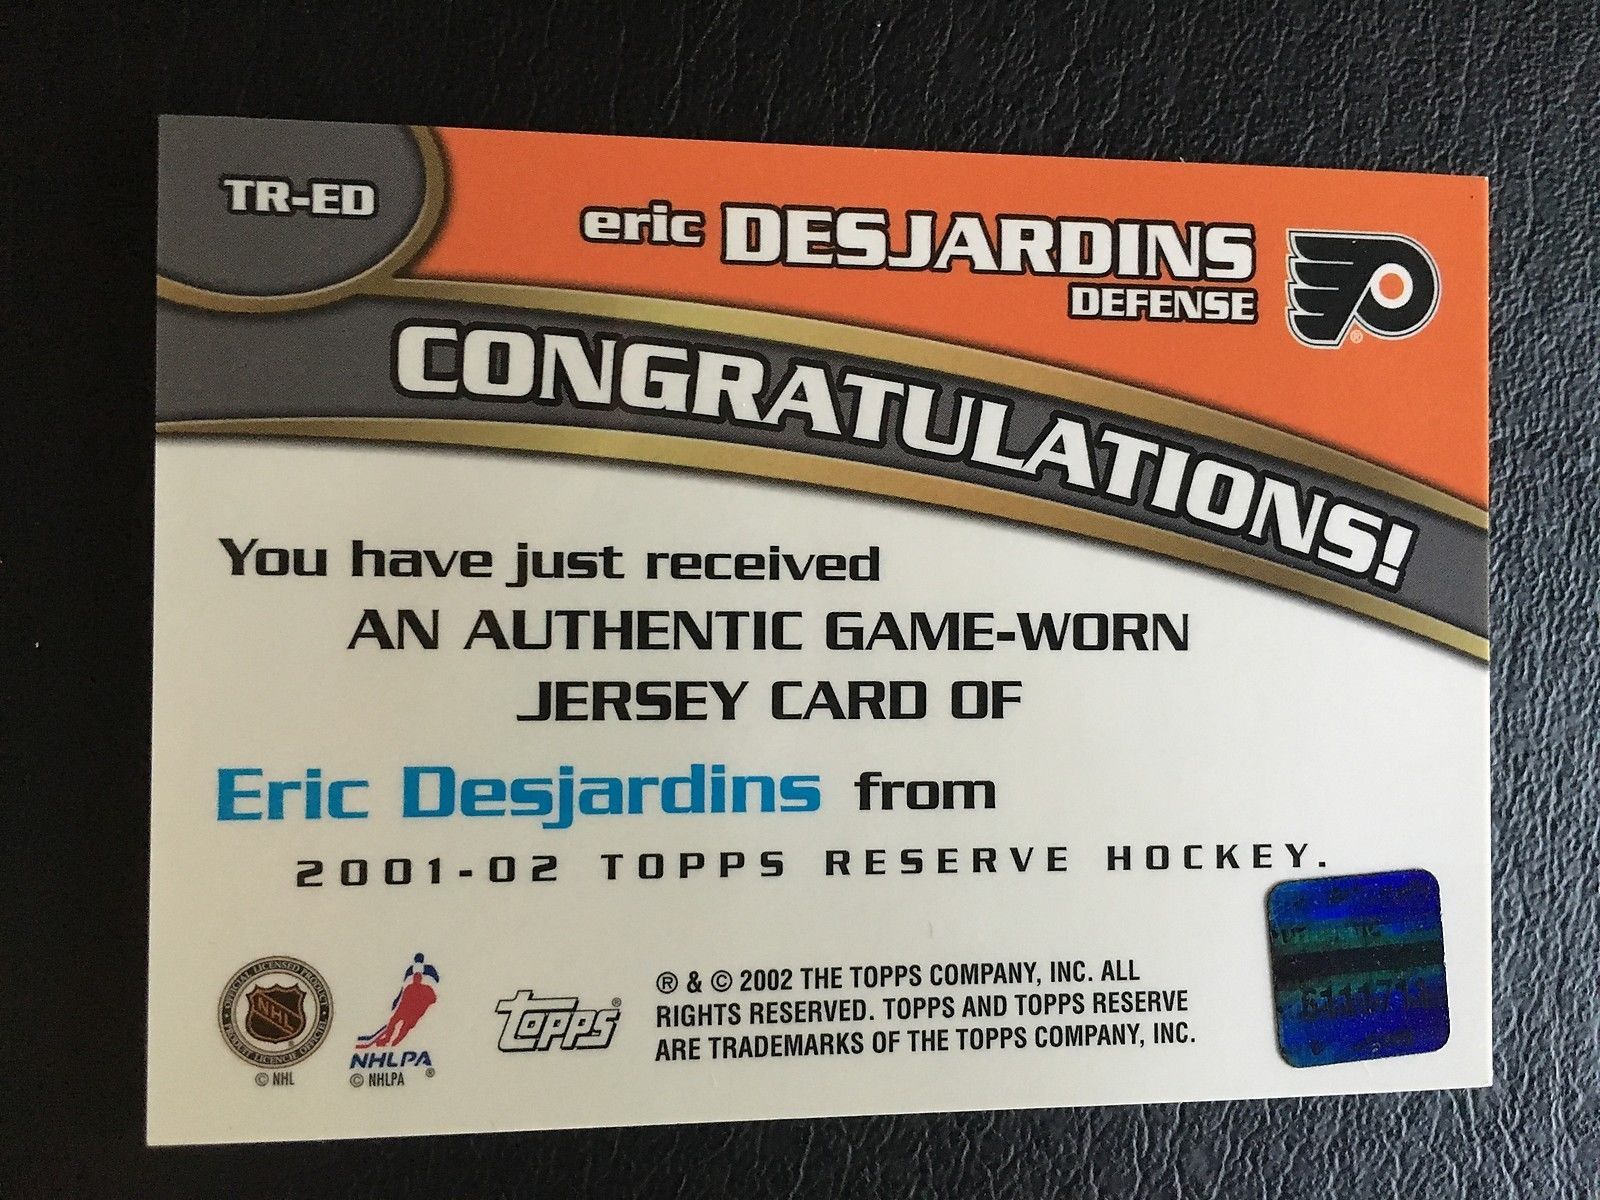 TR-ED
eric DESJARDINS
DEFENSE
CONGRATULATIONS!
You have just received
AN AUTHENTIC GAME-WORN
JERSEY CARD OF
Eric Desjardins from
2001-02 TOPPS RESERVE HOCKEY.
NHL
© NHL
NHLPA ®
© NHLPA
Topps ®
® & © 2002 THE TOPPS COMPANY, INC. ALL
RIGHTS RESERVED. TOPPS AND TOPPS RESERVE
ARE TRADEMARKS OF THE TOPPS COMPANY, INC.